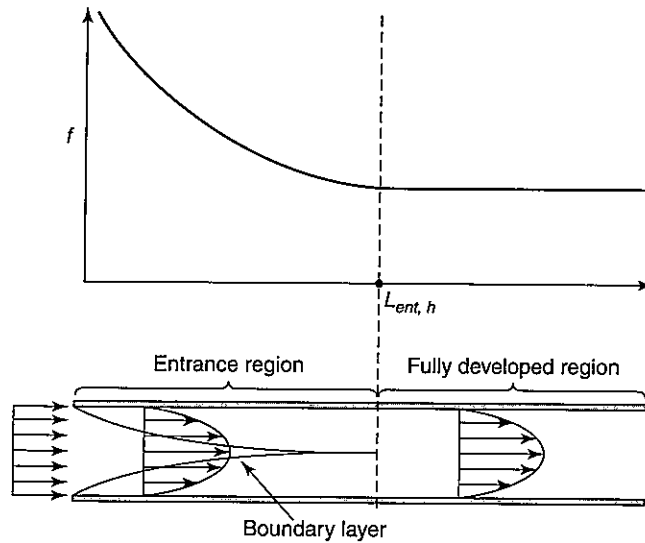 f
L_ent, h
Entrance region
Fully developed region
Boundary layer